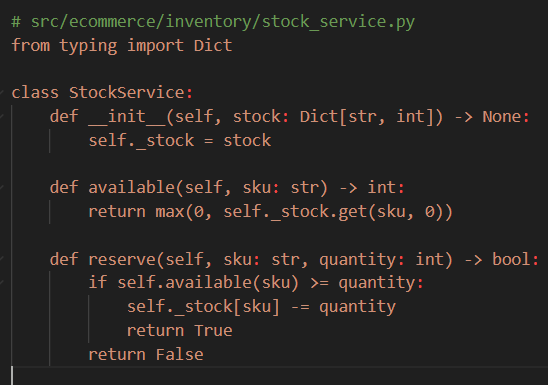 # src/ecommerce/inventory/stock_service.py
from typing import Dict

class StockService:
    def __init__(self, stock: Dict[str, int]) -> None:
        self._stock = stock

    def available(self, sku: str) -> int:
        return max(0, self._stock.get(sku, 0))

    def reserve(self, sku: str, quantity: int) -> bool:
        if self.available(sku) >= quantity:
            self._stock[sku] -= quantity
            return True
        return False